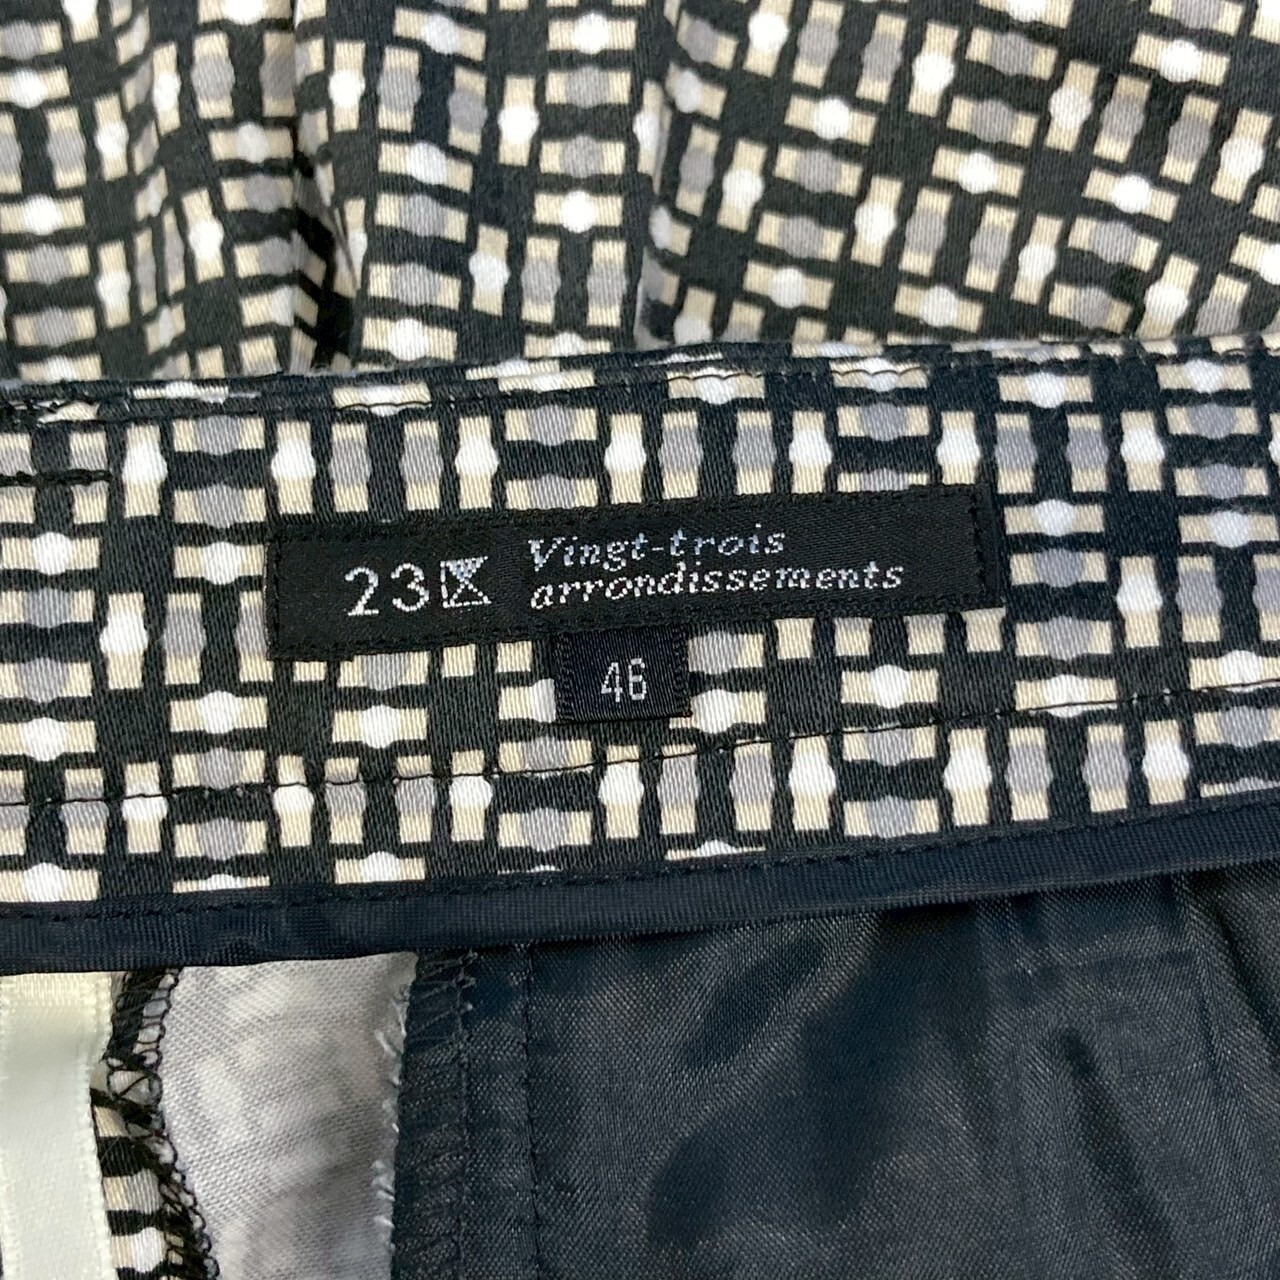 23区 Vingt-trois
arrondissements
46